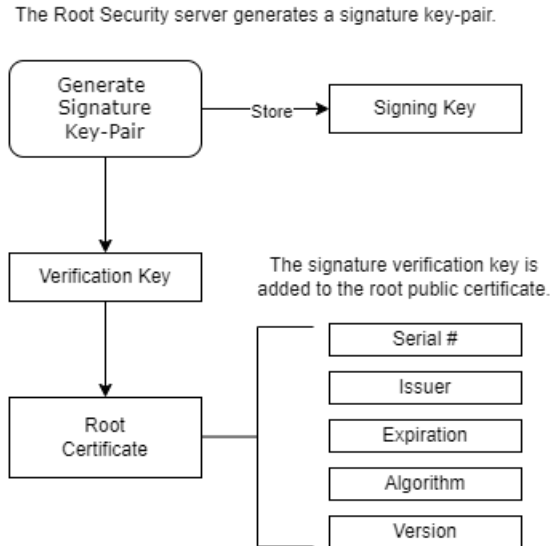 The Root Security server generates a signature key-pair.
Generate
Signature
Key-Pair
Store
Signing Key
Verification Key
The signature verification key is
added to the root public certificate.
Serial #
Issuer
Root
Certificate
Expiration
Algorithm
Version